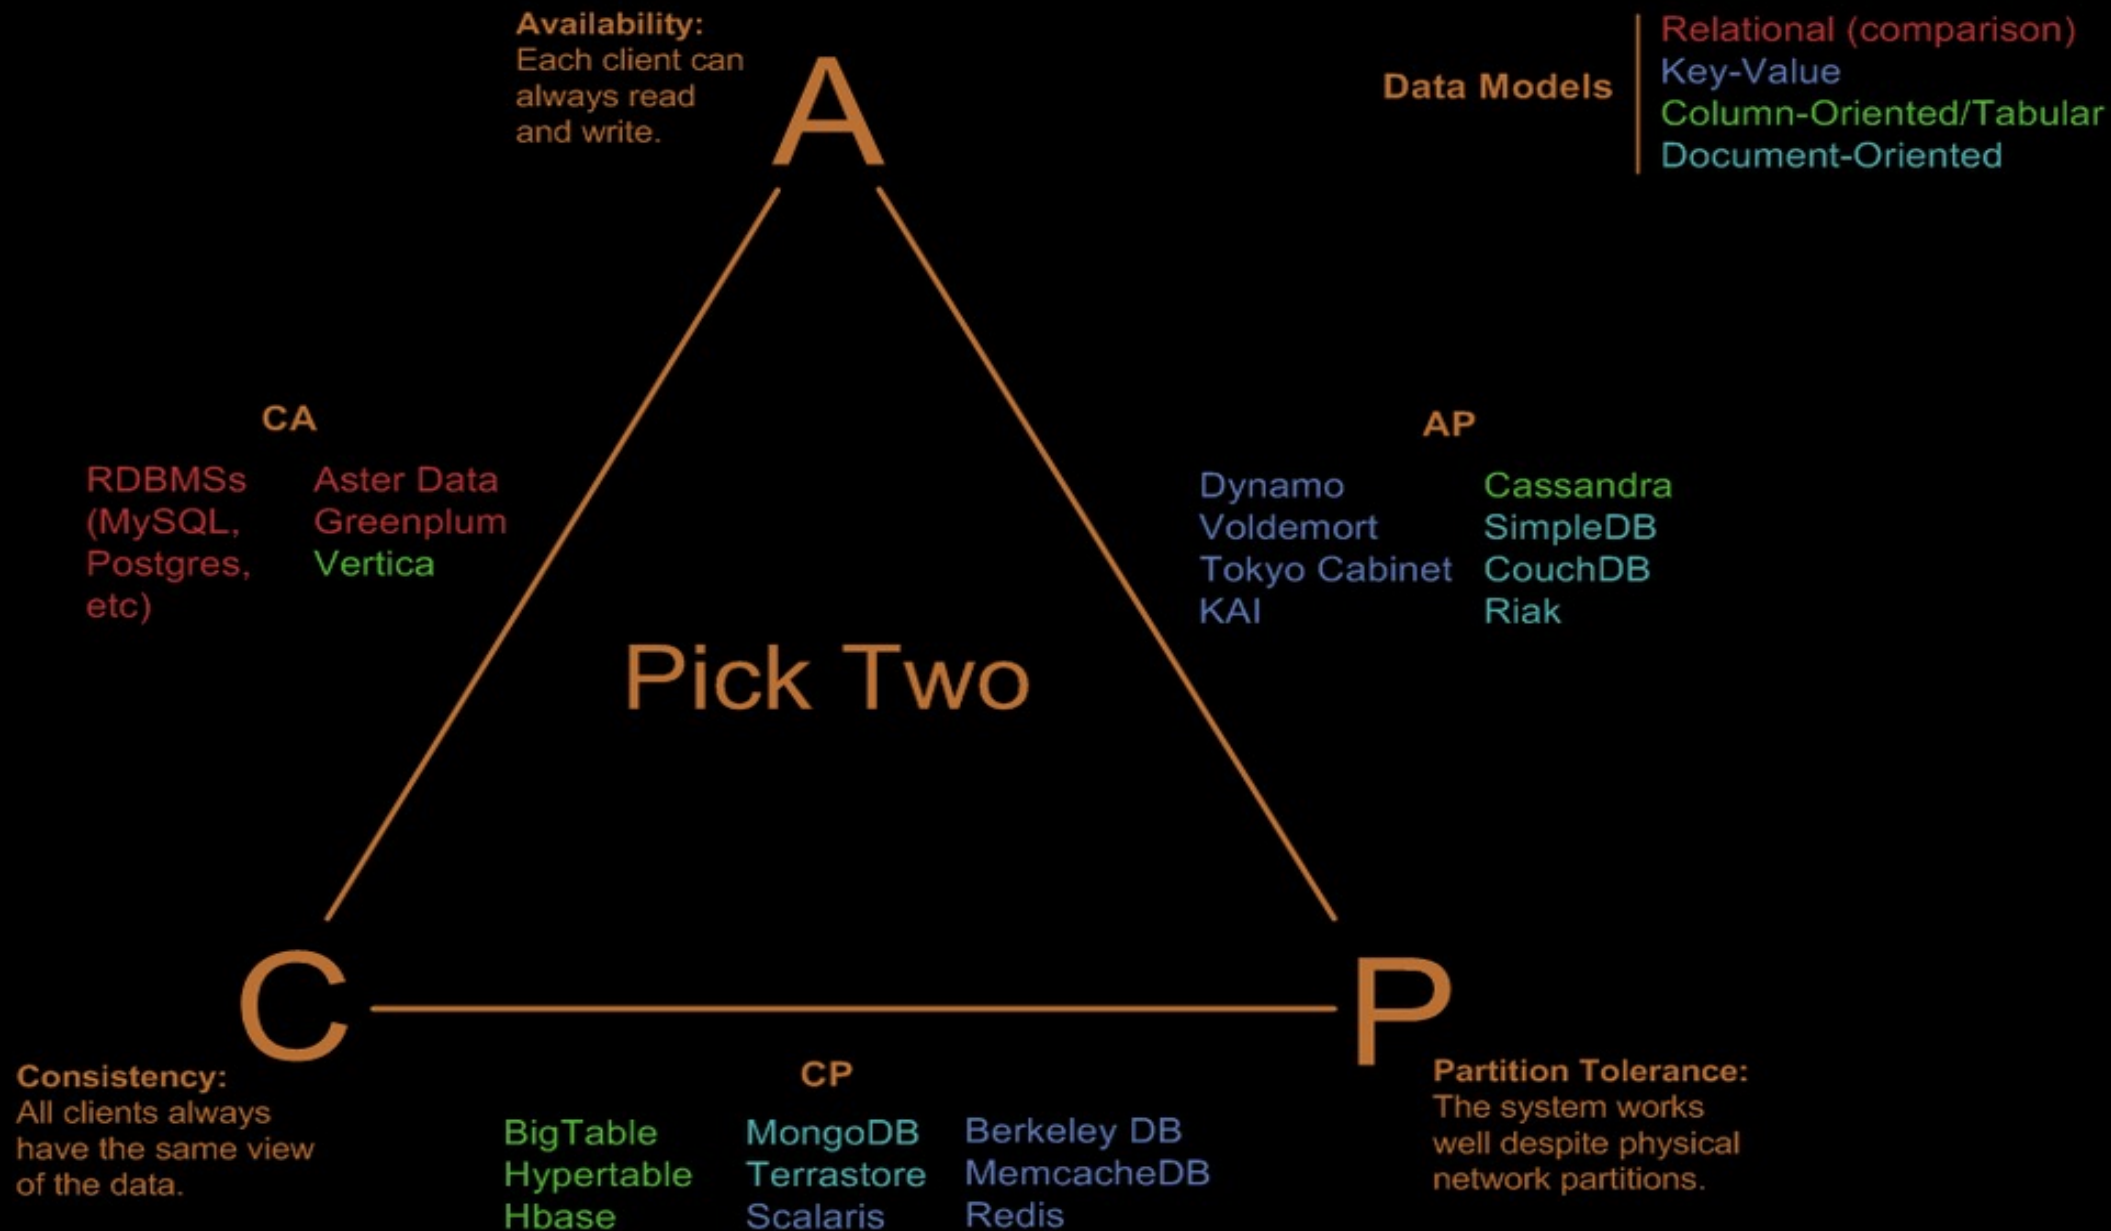 Availability:
Each client can
always read
and write.
A
Data Models
Relational (comparison)
Key-Value
Column-Oriented/Tabular
Document-Oriented
CA
RDBMSs
(MySQL,
Postgres,
etc)
Aster Data
Greenplum
Vertica
AP
Dynamo
Voldemort
Tokyo Cabinet
KAI
Cassandra
SimpleDB
CouchDB
Riak
Pick Two
C
Consistency:
All clients always
have the same view
of the data.
P
Partition Tolerance:
The system works
well despite physical
network partitions.
CP
BigTable
Hypertable
Hbase
MongoDB
Terrastore
Scalaris
Berkeley DB
MemcacheDB
Redis